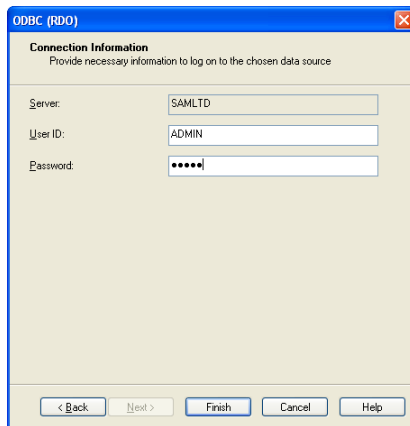 ODBC (RDO)
Connection Information
Provide necessary information to log on to the chosen data source
Server: SAMLTD
User ID: ADMIN
Password: •••••
< Back Next > Finish Cancel Help